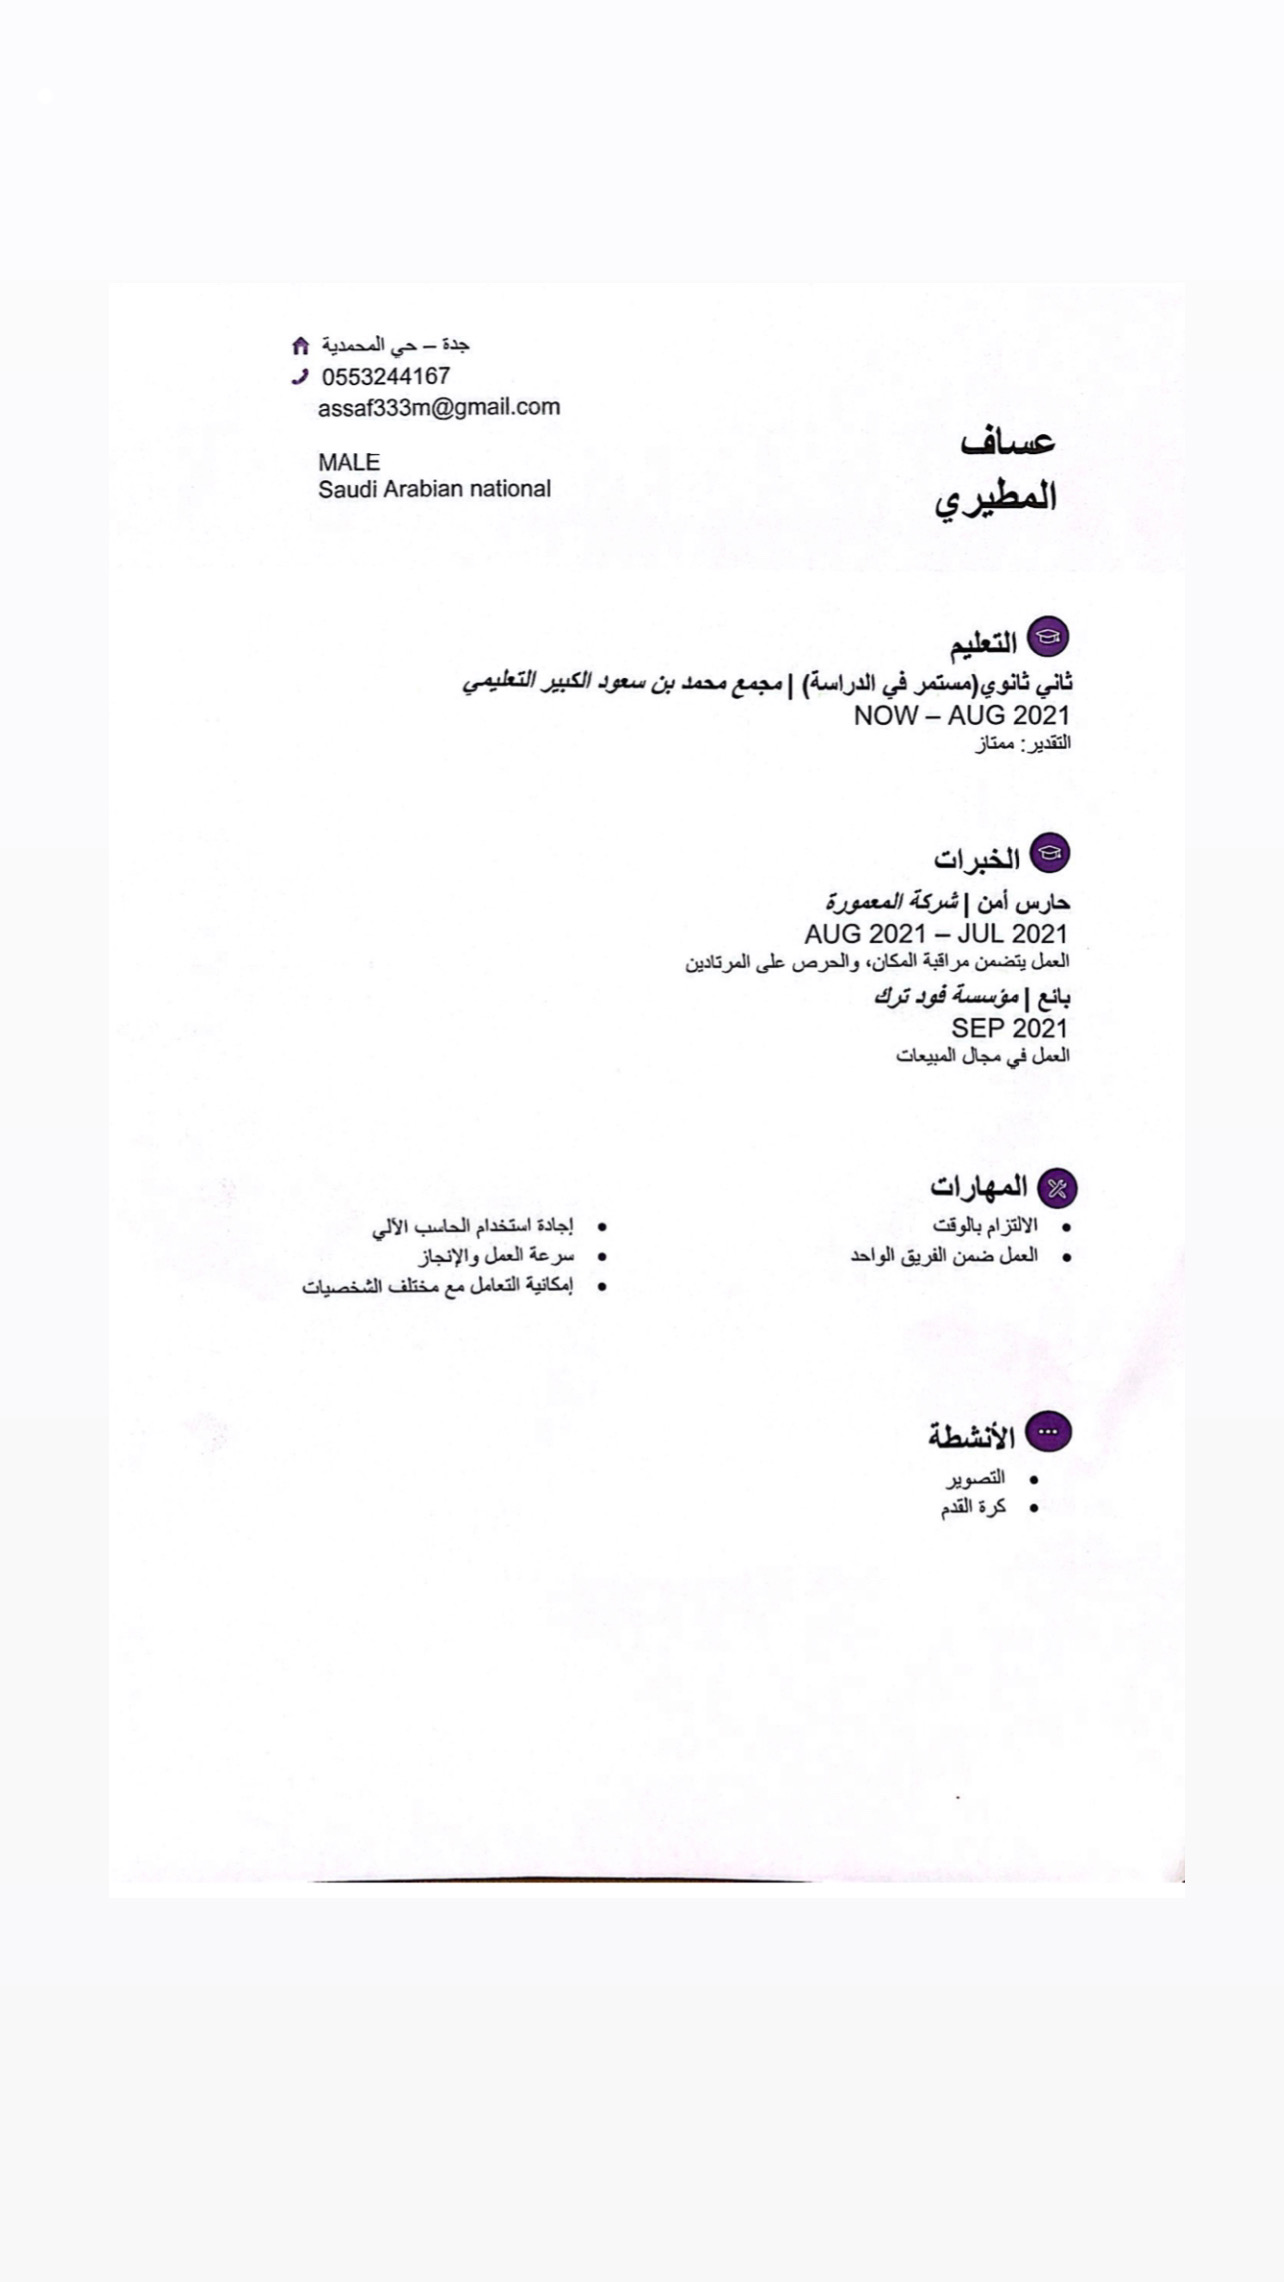 جدة – حي المحمدية
0553244167
assaf333m@gmail.com
MALE
Saudi Arabian national
عساف
المطيري
التعليم
ثاني ثانوي(مستمر في الدراسة) | مجمع محمد بن سعود الكبير التعليمي
NOW – AUG 2021
التقدير: ممتاز
الخبرات
حارس أمن | شركة المعمورة
AUG 2021 – JUL 2021
العمل يتضمن مراقبة المكان، والحرص على المرتادين
بائع | مؤسسة فود ترك
SEP 2021
العمل في مجال المبيعات
المهارات
الالتزام بالوقت
العمل ضمن الفريق الواحد
إجادة استخدام الحاسب الآلي
سرعة العمل والإنجاز
إمكانية التعامل مع مختلف الشخصيات
الأنشطة
التصوير
كرة القدم